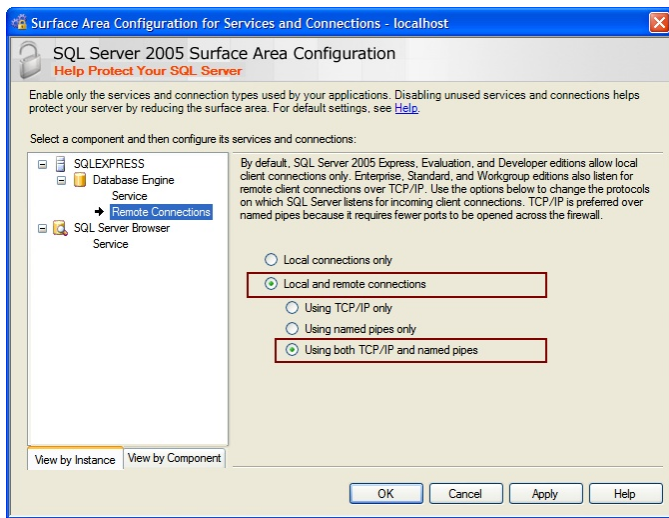 Surface Area Configuration for Services and Connections - localhost
SQL Server 2005 Surface Area Configuration
Help Protect Your SQL Server
Enable only the services and connection types used by your applications. Disabling unused services and connections helps
protect your server by reducing the surface area. For default settings, see Help.
Select a component and then configure its services and connections:
SQLEXPRESS
Database Engine
Service
Remote Connections
SQL Server Browser
Service
By default, SQL Server 2005 Express, Evaluation, and Developer editions allow local
client connections only. Enterprise, Standard, and Workgroup editions also listen for
remote client connections over TCP/IP. Use the options below to change the protocols
on which SQL Server listens for incoming client connections. TCP/IP is preferred over
named pipes because it requires fewer ports to be opened across the firewall.
Local connections only
Local and remote connections
Using TCP/IP only
Using named pipes only
Using both TCP/IP and named pipes
View by Instance View by Component
OK Cancel Apply Help